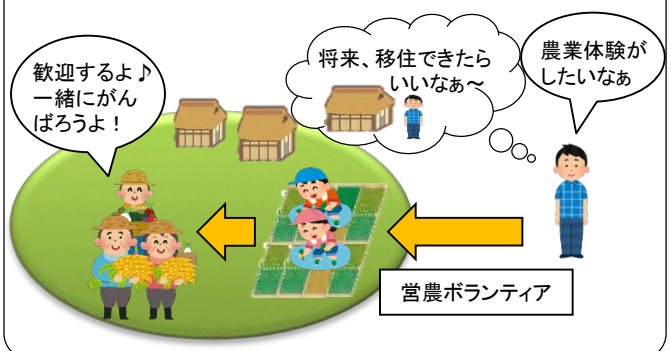 歓迎するよ♪
一緒にがん
ばろうよ！
将来、移住できたら
いいなぁ～
農業体験が
したいなぁ
営農ボランティア